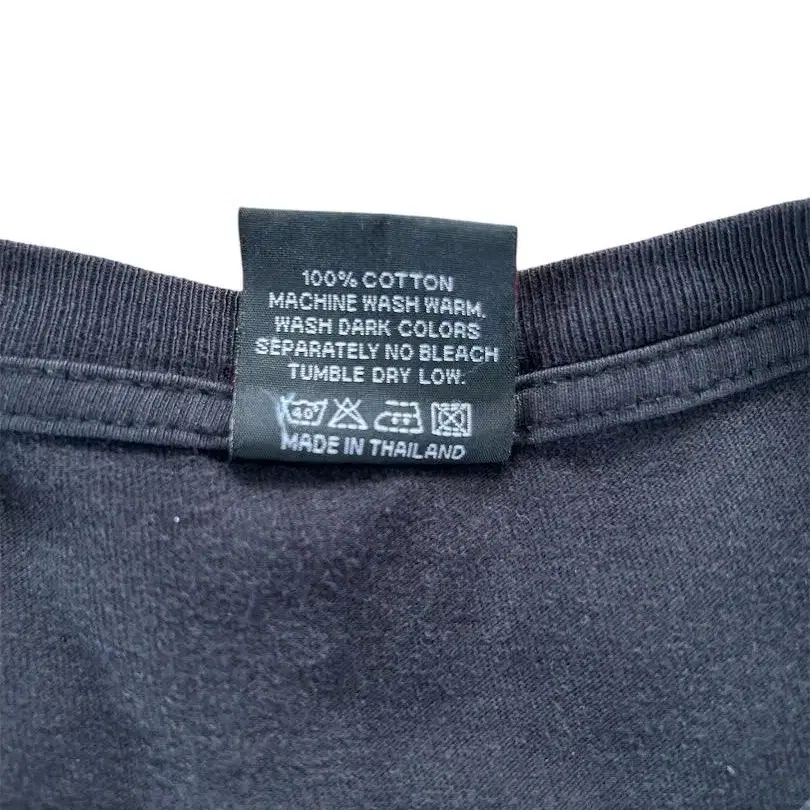 100% COTTON
MACHINE WASH WARM.
WASH DARK COLORS
SEPARATELY NO BLEACH
TUMBLE DRY LOW.
40°
MADE IN THAILAND